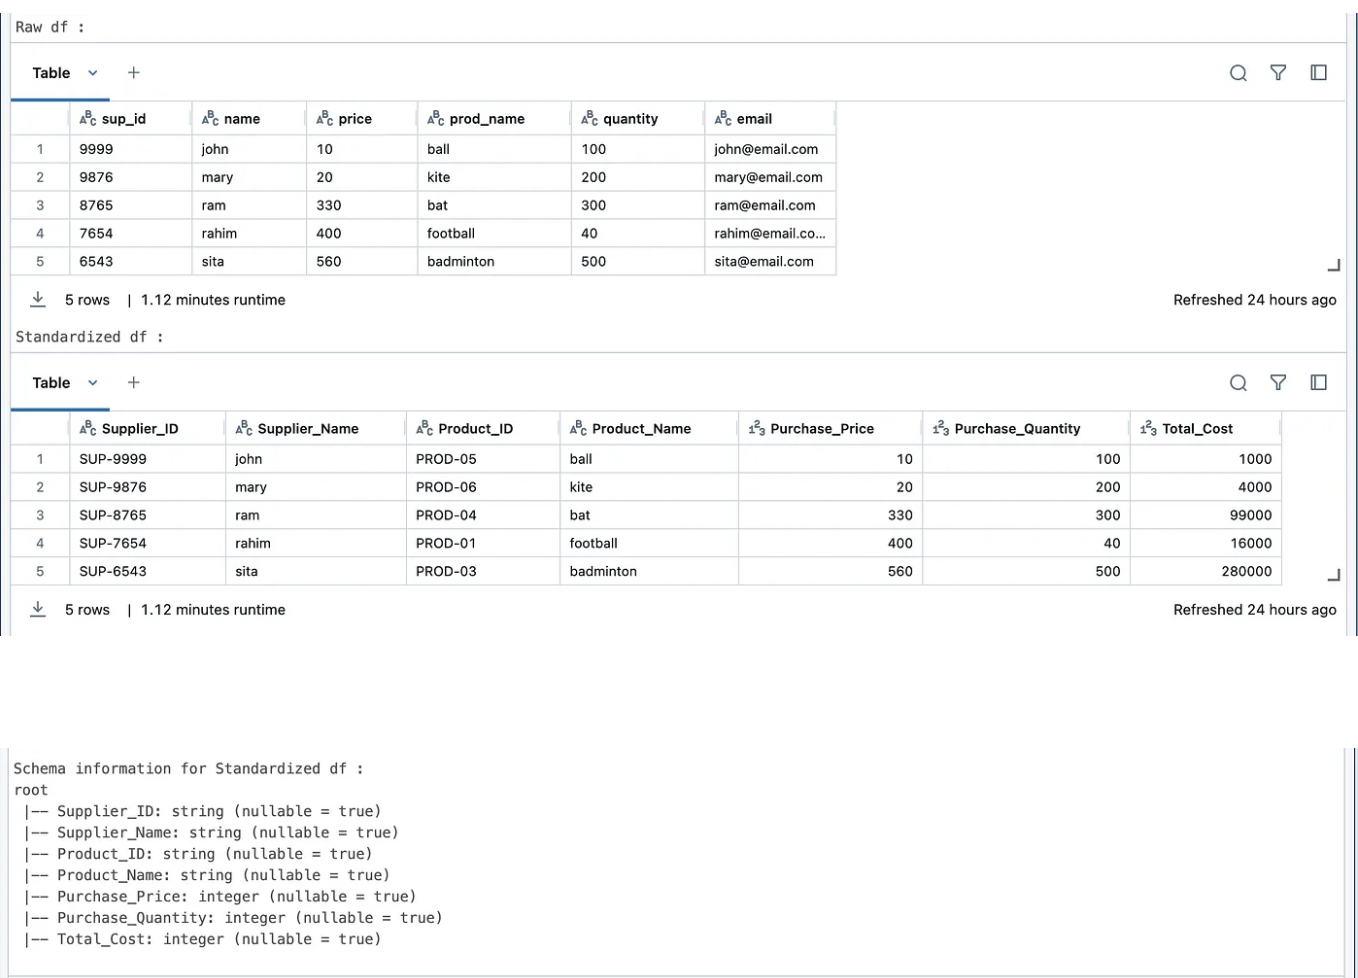 Raw df :
Table
sup_id name price prod_name quantity email
1 9999 john 10 ball 100 john@email.com
2 9876 mary 20 kite 200 mary@email.com
3 8765 ram 330 bat 300 ram@email.com
4 7654 rahim 400 football 40 rahim@email.co...
5 6543 sita 560 badminton 500 sita@email.com
5 rows | 1.12 minutes runtime Refreshed 24 hours ago
Standardized df :
Table
Supplier_ID Supplier_Name Product_ID Product_Name Purchase_Price Purchase_Quantity Total_Cost
1 SUP-9999 john PROD-05 ball 10 100 1000
2 SUP-9876 mary PROD-06 kite 20 200 4000
3 SUP-8765 ram PROD-04 bat 330 300 99000
4 SUP-7654 rahim PROD-01 football 400 40 16000
5 SUP-6543 sita PROD-03 badminton 560 500 280000
5 rows | 1.12 minutes runtime Refreshed 24 hours ago
Schema information for Standardized df :
root
|-- Supplier_ID: string (nullable = true)
|-- Supplier_Name: string (nullable = true)
|-- Product_ID: string (nullable = true)
|-- Product_Name: string (nullable = true)
|-- Purchase_Price: integer (nullable = true)
|-- Purchase_Quantity: integer (nullable = true)
|-- Total_Cost: integer (nullable = true)